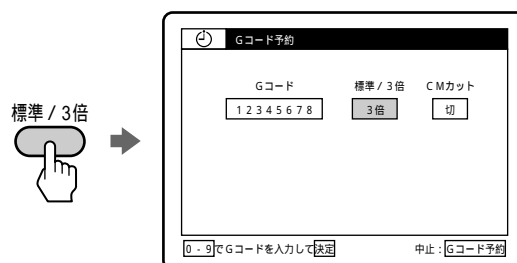 Gコード予約
Gコード 標準/3倍 CMカット
12345678 3倍 切
標準/3倍
0-9でGコードを入力して決定 中止:Gコード予約